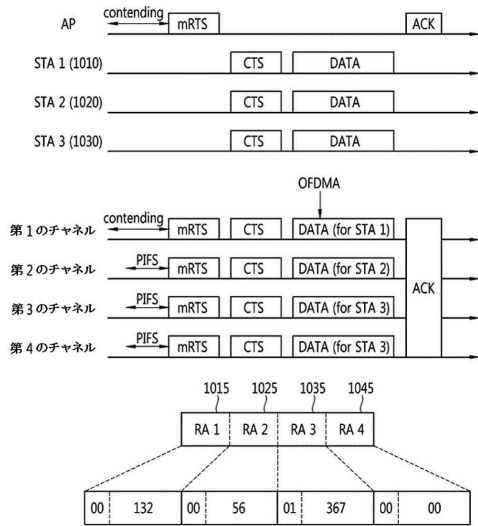 AP contending mRTS ACK
STA 1 (1010) CTS DATA
STA 2 (1020) CTS DATA
STA 3 (1030) CTS DATA
OFDMA
第1のチャネル contending mRTS CTS DATA (for STA 1)
第2のチャネル PIFS mRTS CTS DATA (for STA 2)
ACK
第3のチャネル PIFS mRTS CTS DATA (for STA 3)
第4のチャネル PIFS mRTS CTS DATA (for STA 3)
1015 1025 1035 1045
RA 1 RA 2 RA 3 RA 4
00 132 00 56 01 367 00 00